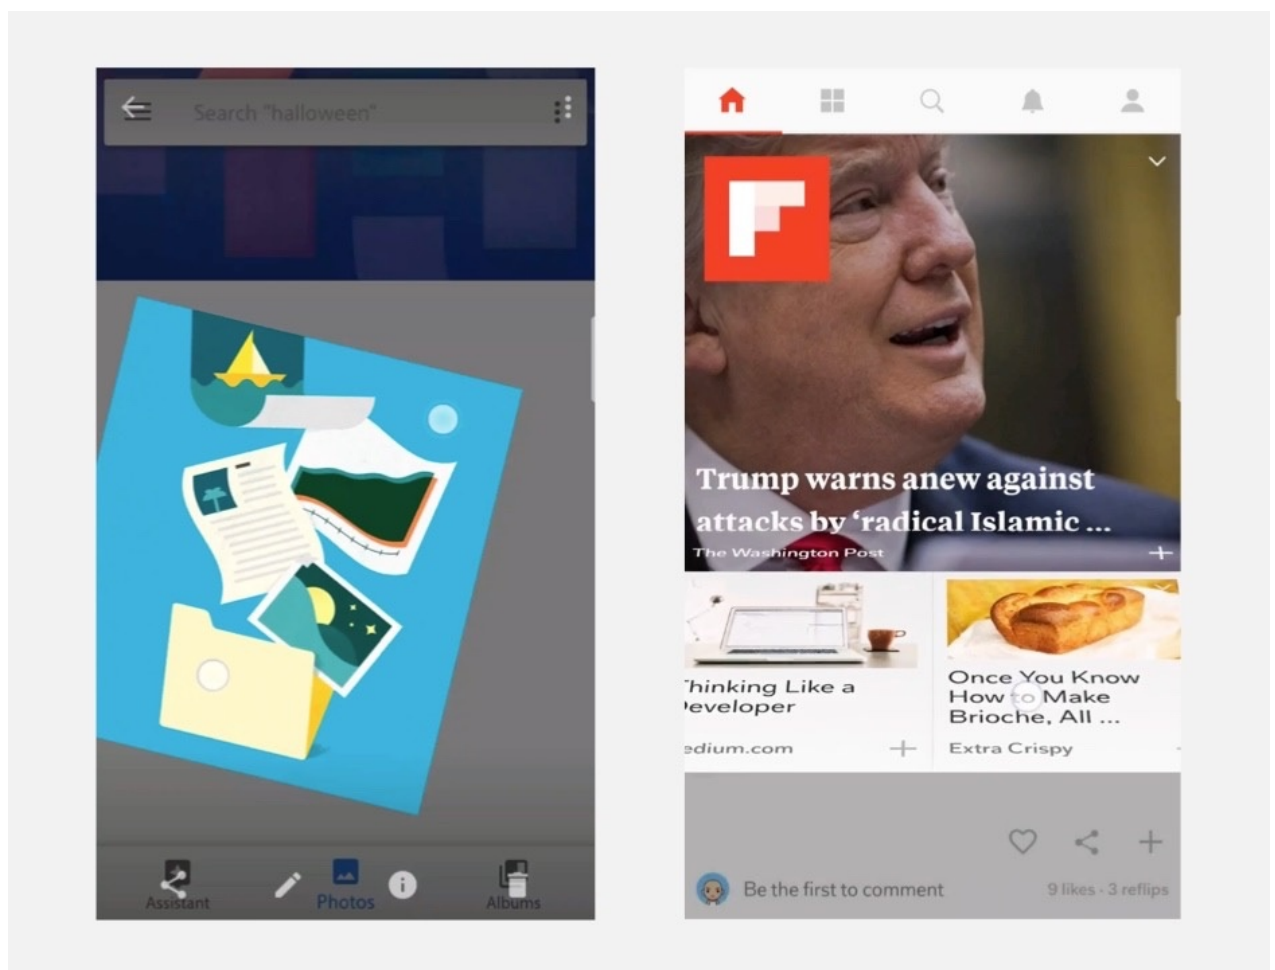 Search "halloween"
Assistant
Photos
Albums
Trump warns anew against
attacks by ‘radical Islamic ...
The Washington Post
Thinking Like a
Developer
edium.com
Once You Know
How to Make
Brioche, All ...
Extra Crispy
Be the first to comment
9 likes · 3 reflips